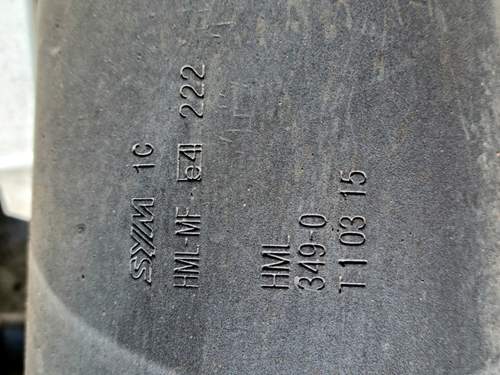 SYM 1C
HML-MF e4 222
HML
349-0
T1 03 15